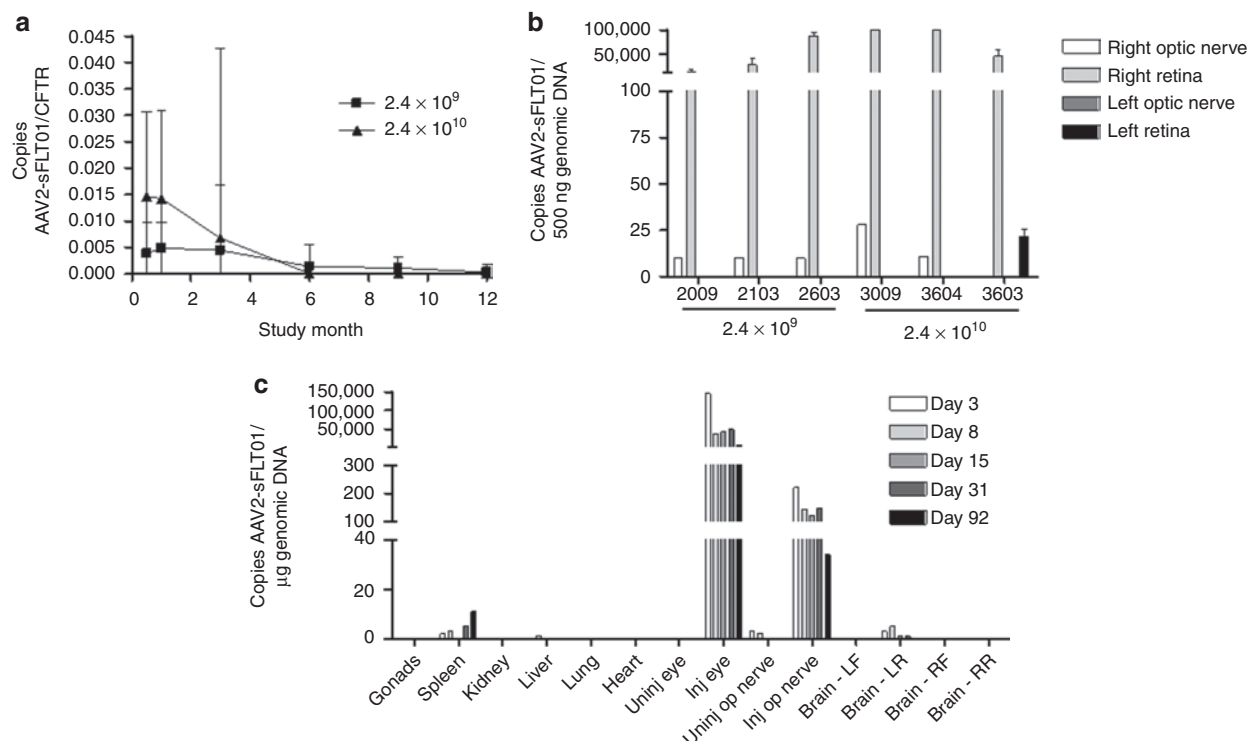 a
Copies
AAV2-sFLT01/CFTR
0.045
0.040
0.035
0.030
0.025
0.020
0.015
0.010
0.005
0.000
0 2 4 6 8 10 12
Study month
2.4 × 10⁹
2.4 × 10¹⁰
b
Copies AAV2-sFLT01/
500 ng genomic DNA
100,000
50,000
100
75
50
25
0
2009 2103 2603 3009 3604 3603
2.4 × 10⁹ 2.4 × 10¹⁰
Right optic nerve
Right retina
Left optic nerve
Left retina
c
Copies AAV2-sFLT01/
µg genomic DNA
150,000
100,000
50,000
300
200
100
40
20
0
Gonads
Spleen
Kidney
Liver
Lung
Heart
Uninj eye
Inj eye
Uninj op nerve
Inj op nerve
Brain - LF
Brain - LR
Brain - RF
Brain - RR
Day 3
Day 8
Day 15
Day 31
Day 92